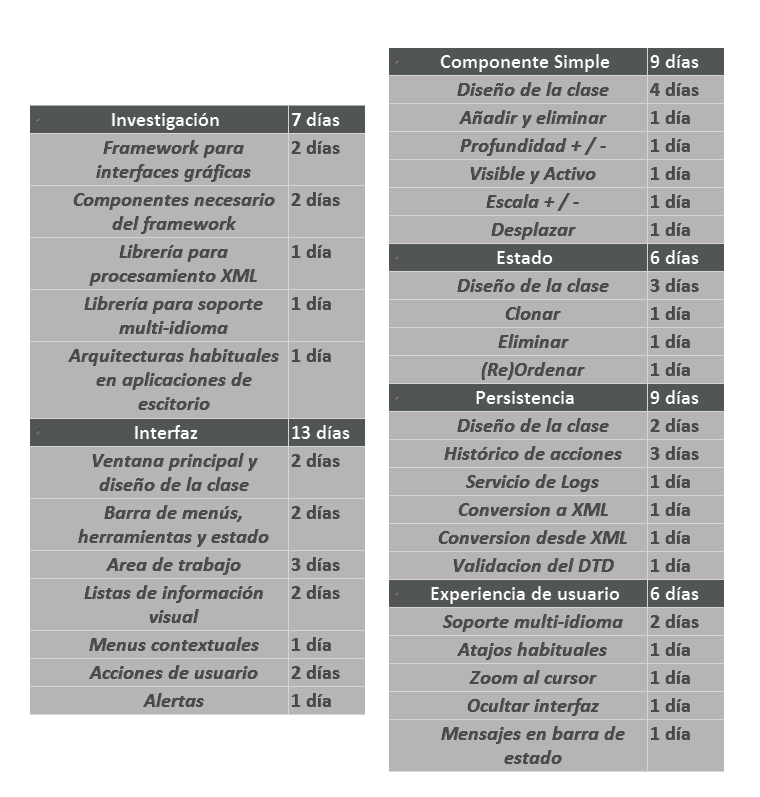 Investigación 7 días
Framework para 2 días
interfaces gráficas
Componentes necesario 2 días
del framework
Librería para 1 día
procesamiento XML
Librería para soporte 1 día
multi-idioma
Arquitecturas habituales 1 día
en aplicaciones de
escitorio
Interfaz 13 días
Ventana principal y 2 días
diseño de la clase
Barra de menús, 2 días
herramientas y estado
Area de trabajo 3 días
Listas de información 2 días
visual
Menus contextuales 1 día
Acciones de usuario 2 días
Alertas 1 día
Componente Simple 9 días
Diseño de la clase 4 días
Añadir y eliminar 1 día
Profundidad + / - 1 día
Visible y Activo 1 día
Escala + / - 1 día
Desplazar 1 día
Estado 6 días
Diseño de la clase 3 días
Clonar 1 día
Eliminar 1 día
(Re)Ordenar 1 día
Persistencia 9 días
Diseño de la clase 2 días
Histórico de acciones 3 días
Servicio de Logs 1 día
Conversion a XML 1 día
Conversion desde XML 1 día
Validacion del DTD 1 día
Experiencia de usuario 6 días
Soporte multi-idioma 2 días
Atajos habituales 1 día
Zoom al cursor 1 día
Ocultar interfaz 1 día
Mensajes en barra de 1 día
estado